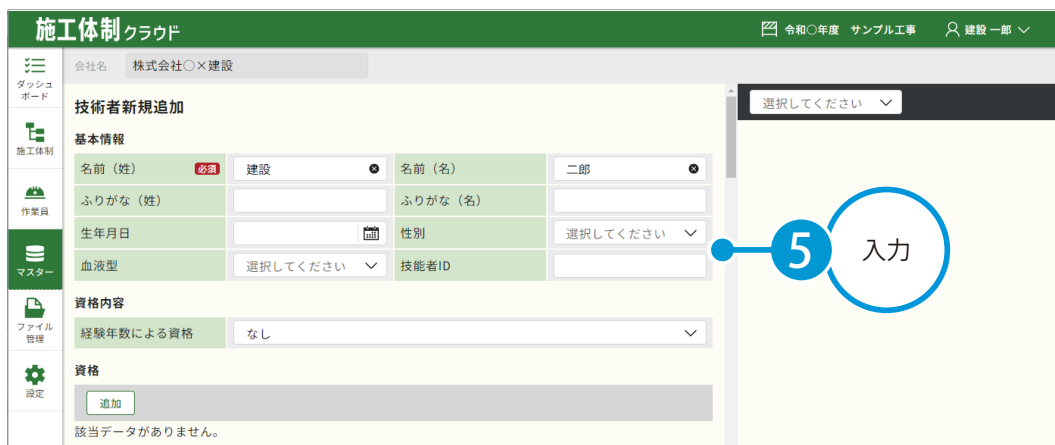 施工体制クラウド
令和○年度 サンプル工事
建設 一郎
ダッシュ
ボード
施工体制
作業員
マスター
ファイル
管理
設定
会社名 株式会社○×建設
技術者新規追加
基本情報
名前（姓） 必須 建設 名前（名） 二郎
ふりがな（姓） ふりがな（名）
生年月日 性別 選択してください
血液型 選択してください 技能者ID
資格内容
経験年数による資格 なし
資格
追加
該当データがありません。
選択してください
5 入力